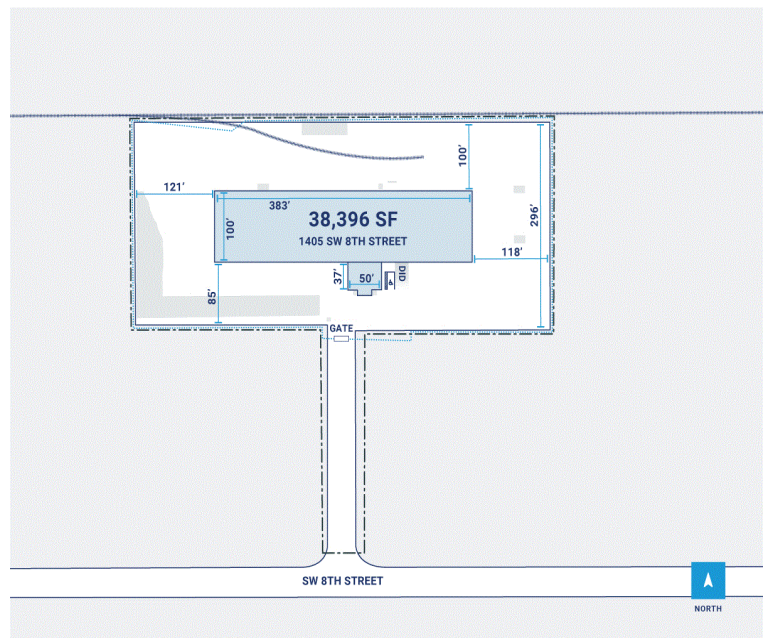 100'
121'
383'
296'
38,396 SF
100'
1405 SW 8TH STREET
118'
37'
50'
DID
4
85'
GATE
SW 8TH STREET
NORTH